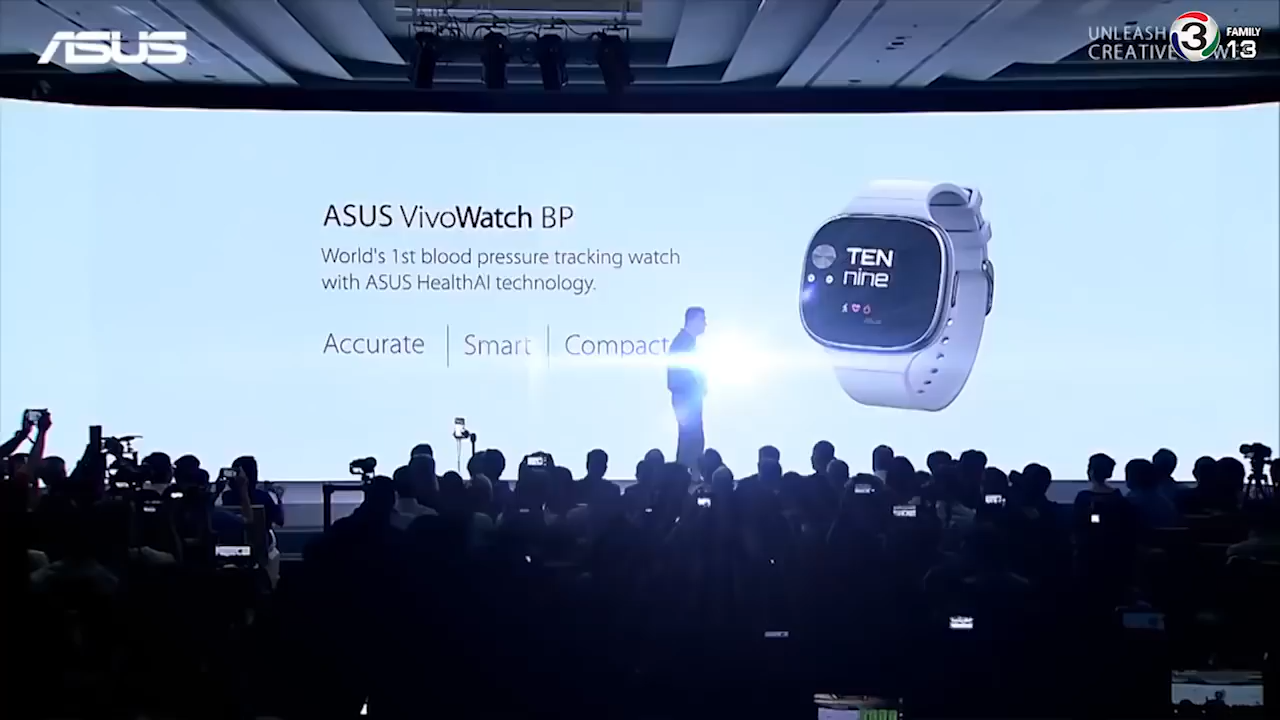 ASUS
UNLEASH
CREATIVE
3
FAMILY
13
ASUS VivoWatch BP
World's 1st blood pressure tracking watch
with ASUS HealthAI technology.
Accurate
Smart
Compact
TEN
nine